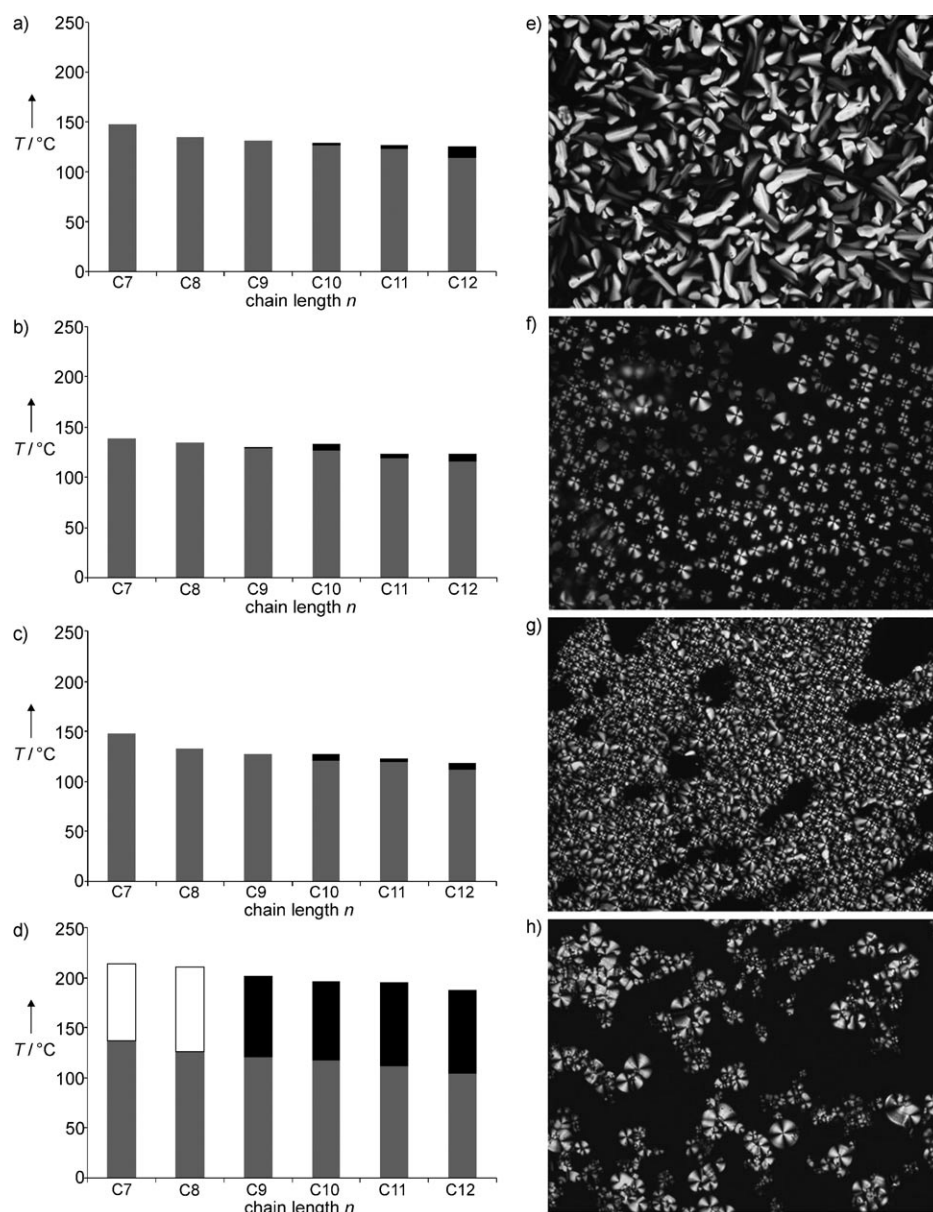 a)
250
200
150
100
50
0
T / °C
C7 C8 C9 C10 C11 C12
chain length n
b)
250
200
150
100
50
0
T / °C
C7 C8 C9 C10 C11 C12
chain length n
c)
250
200
150
100
50
0
T / °C
C7 C8 C9 C10 C11 C12
chain length n
d)
250
200
150
100
50
0
T / °C
C7 C8 C9 C10 C11 C12
chain length n
e)
f)
g)
h)